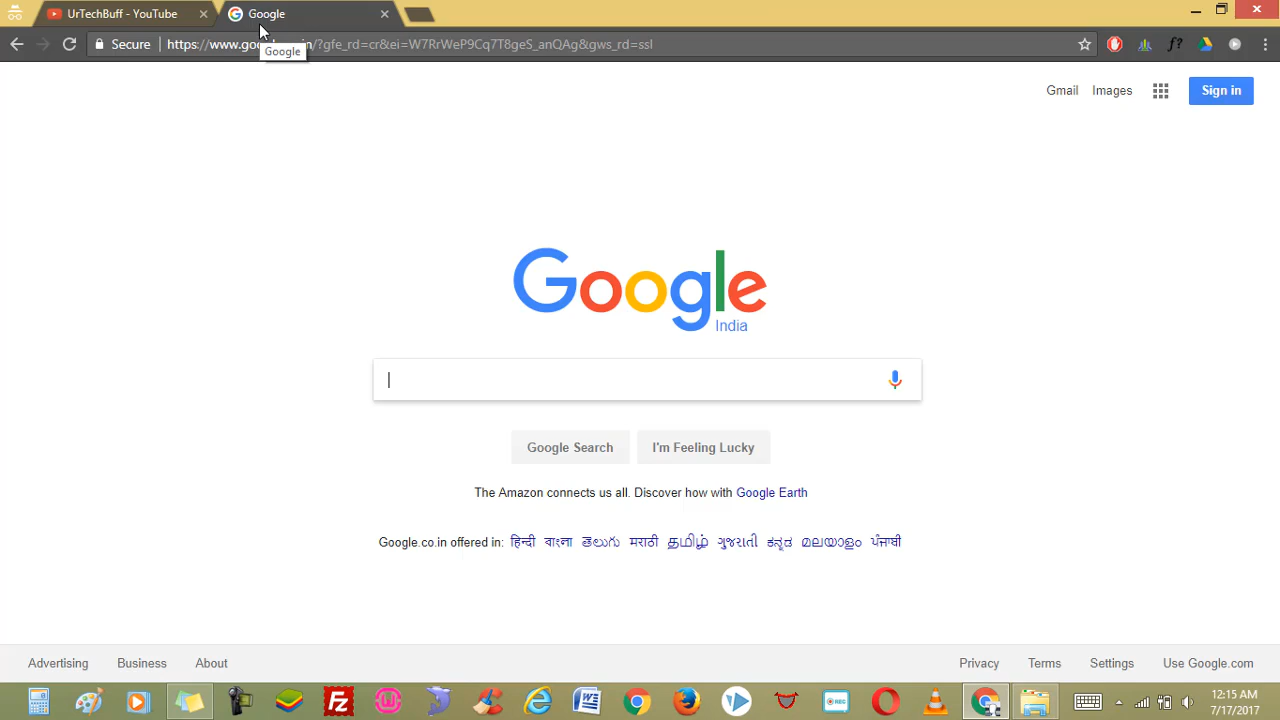 UrTechBuff - YouTube
Google
Secure
https://www.goo in/?gfe_rd=cr&ei=W7RrWeP9Cq7T8geS_anQAg&gws_rd=ssl
Google
Gmail Images Sign in
Google
India
Google Search I'm Feeling Lucky
The Amazon connects us all. Discover how with Google Earth
Google.co.in offered in: हिन्दी বাংলা తెలుగు मराठी தமிழ் ગુજરાતી ಕನ್ನಡ മലയാളം ਪੰਜਾਬੀ
Advertising Business About Privacy Terms Settings Use Google.com
12:15 AM
7/17/2017